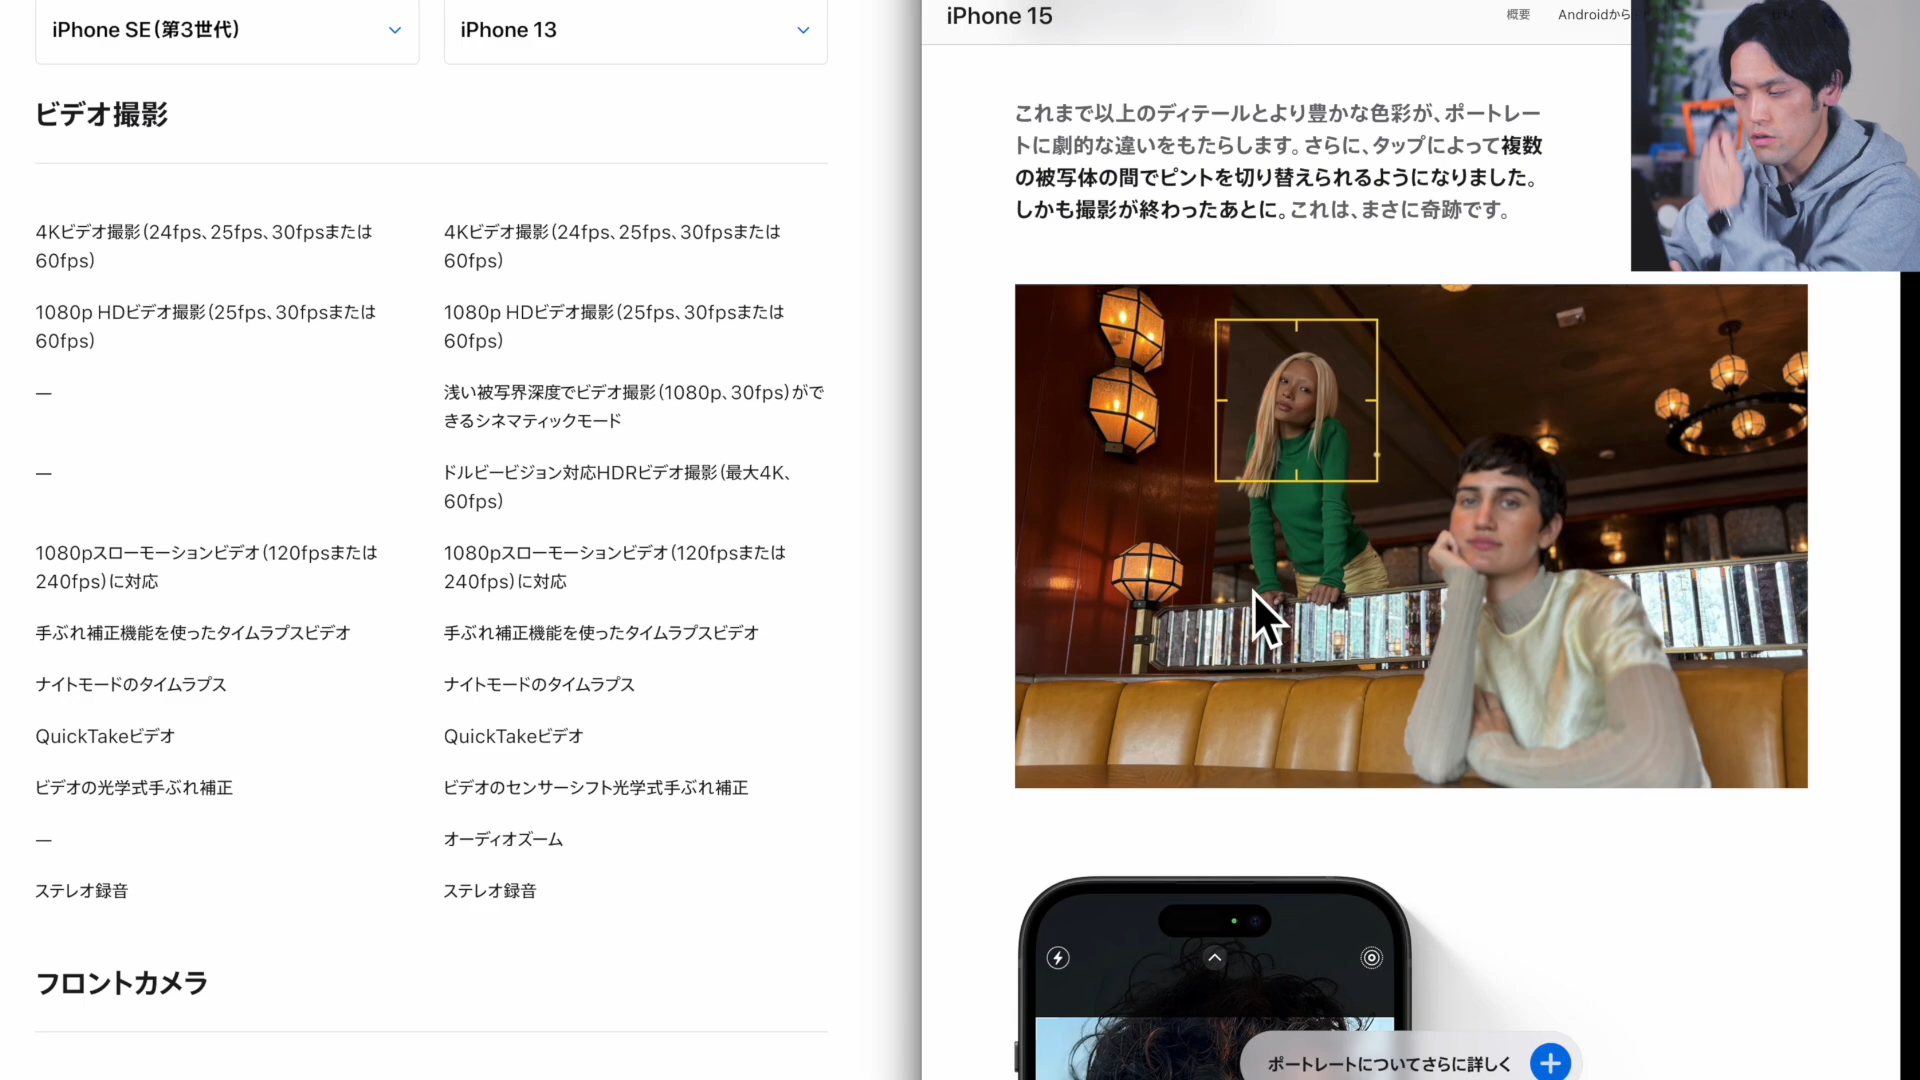 iPhone SE(第3世代)
iPhone 13
ビデオ撮影
4Kビデオ撮影(24fps、25fps、30fpsまたは
60fps)
4Kビデオ撮影(24fps、25fps、30fpsまたは
60fps)
1080p HDビデオ撮影(25fps、30fpsまたは
60fps)
1080p HDビデオ撮影(25fps、30fpsまたは
60fps)
—
浅い被写界深度でビデオ撮影(1080p、30fps)がで
きるシネマティックモード
—
ドルビービジョン対応HDRビデオ撮影(最大4K、
60fps)
1080pスローモーションビデオ(120fpsまたは
240fps)に対応
1080pスローモーションビデオ(120fpsまたは
240fps)に対応
手ぶれ補正機能を使ったタイムラプスビデオ
手ぶれ補正機能を使ったタイムラプスビデオ
ナイトモードのタイムラプス
ナイトモードのタイムラプス
QuickTakeビデオ
QuickTakeビデオ
ビデオの光学式手ぶれ補正
ビデオのセンサーシフト光学式手ぶれ補正
—
オーディオズーム
ステレオ録音
ステレオ録音
フロントカメラ
iPhone 15
概要
Androidから
これまで以上のディテールとより豊かな色彩が、ポートレー
トに劇的な違いをもたらします。さらに、タップによって複数
の被写体の間でピントを切り替えられるようになりました。
しかも撮影が終わったあとに。これは、まさに奇跡です。
ポートレートについてさらに詳しく